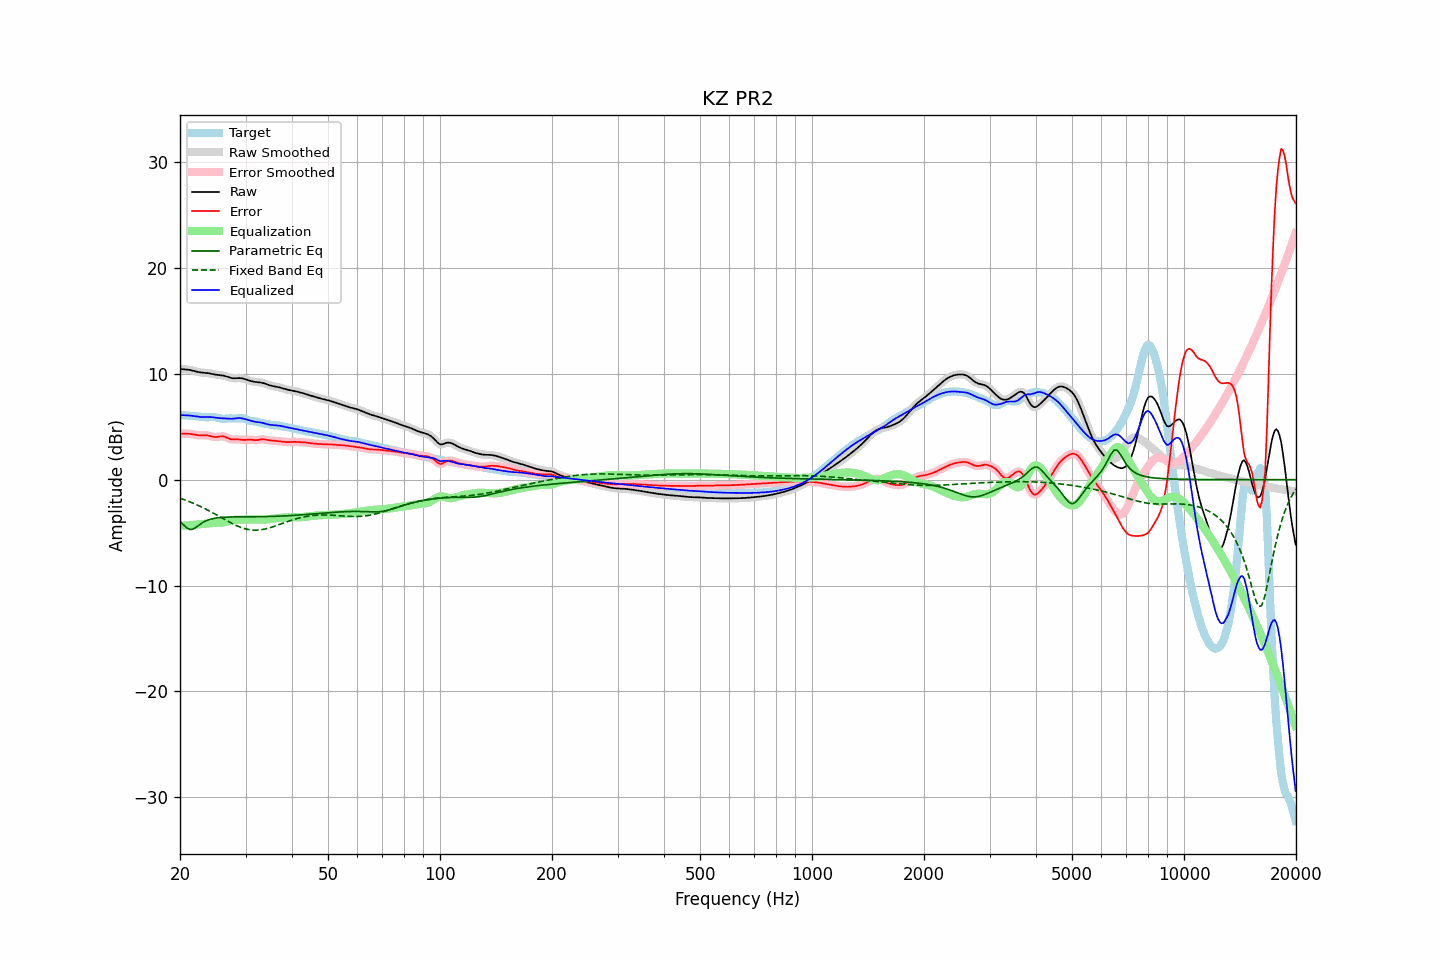 KZ PR2
Target
Raw Smoothed
Error Smoothed
Raw
Error
Equalization
Parametric Eq
Fixed Band Eq
Equalized
Amplitude (dBr)
30
20
10
0
−10
−20
−30
20 50 100 200 500 1000 2000 5000 10000 20000
Frequency (Hz)